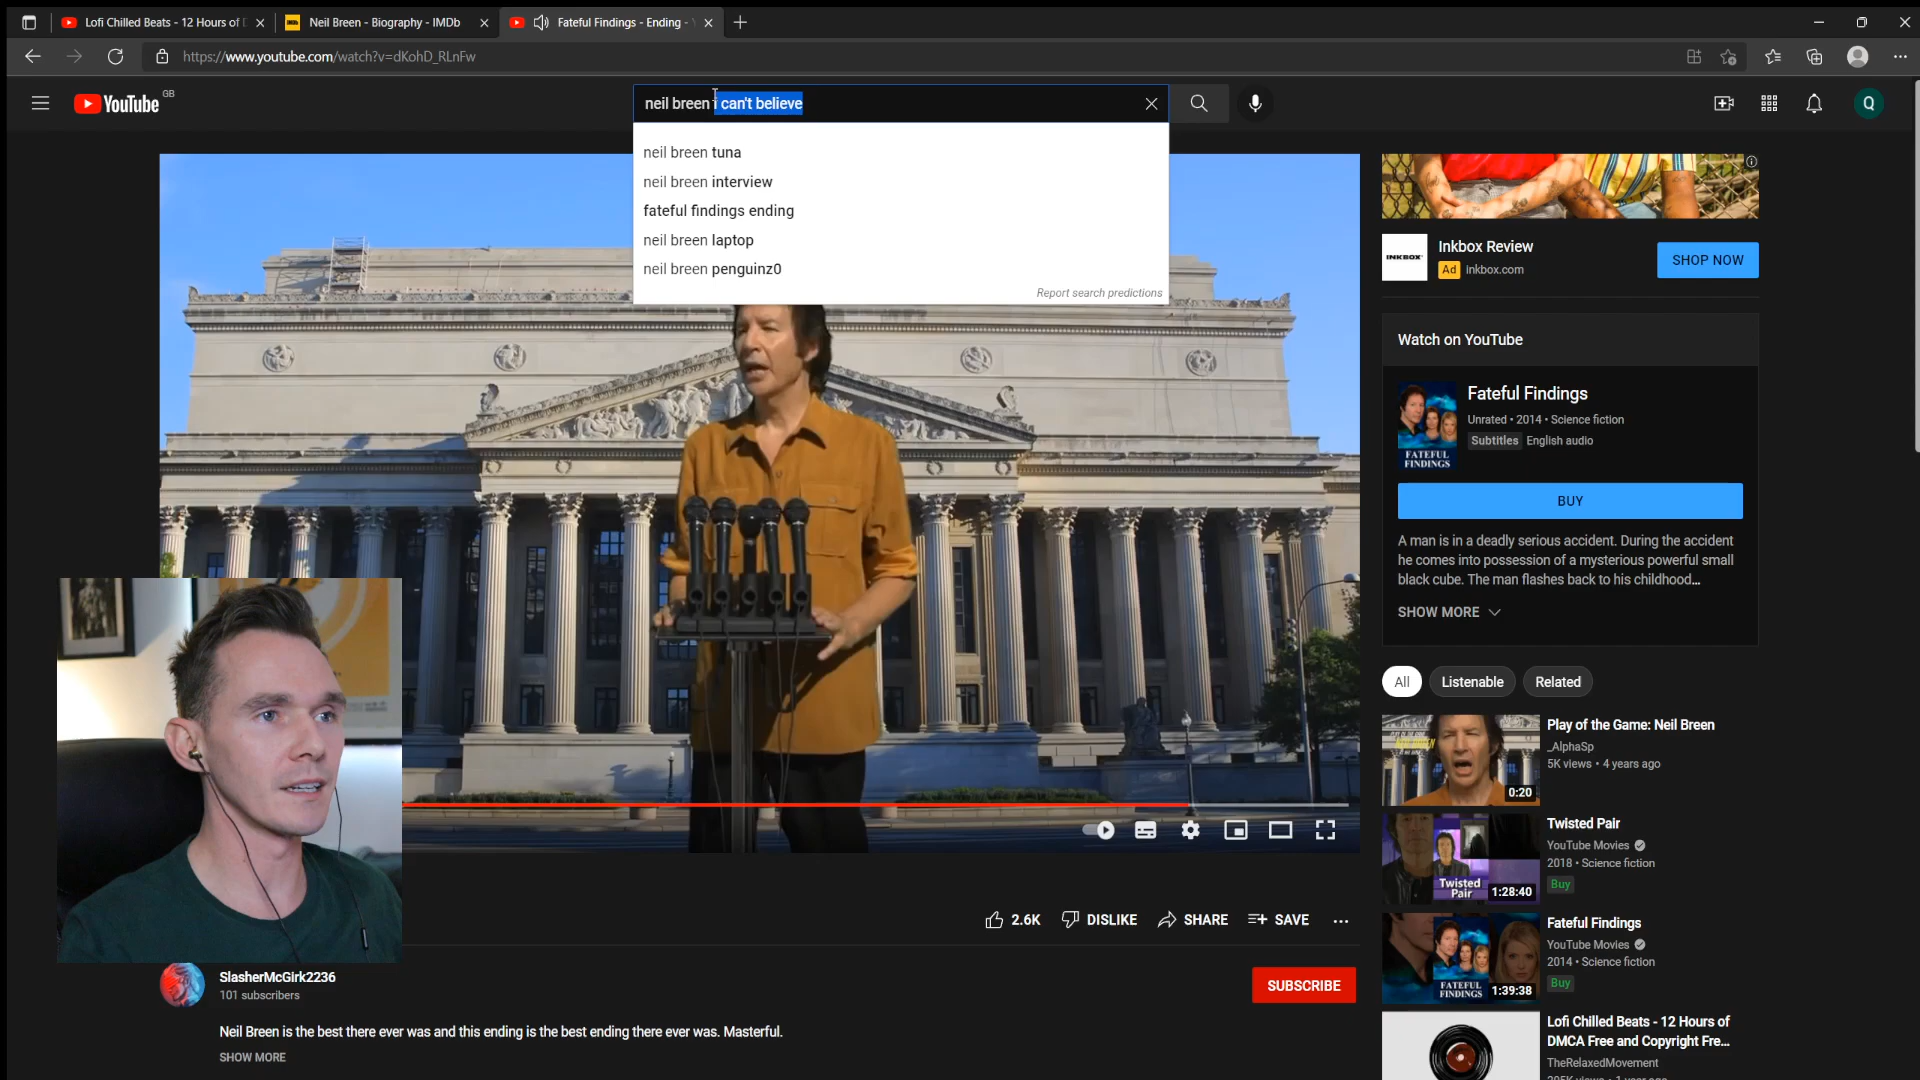 Lofi Chilled Beats - 12 Hours of D
Neil Breen - Biography - IMDb
Fateful Findings - Ending -
https://www.youtube.com/watch?v=dKohD_RLnFw
YouTube GB
neil breen i can't believe
Q
neil breen tuna
neil breen interview
fateful findings ending
neil breen laptop
neil breen penguinz0
Report search predictions
INKBOX
Inkbox Review
Ad Inkbox.com
SHOP NOW
Watch on YouTube
FATEFUL
FINDINGS
Fateful Findings
Unrated • 2014 • Science fiction
Subtitles English audio
BUY
A man is in a deadly serious accident. During the accident
he comes into possession of a mysterious powerful small
black cube. The man flashes back to his childhood...
SHOW MORE
All
Listenable
Related
0:20
Play of the Game: Neil Breen
_AlphaSp
5K views • 4 years ago
Twisted
Pair
1:28:40
Twisted Pair
YouTube Movies
2018 • Science fiction
Buy
FATEFUL
FINDINGS
1:39:38
Fateful Findings
YouTube Movies
2014 • Science fiction
Buy
Lofi Chilled Beats - 12 Hours of
DMCA Free and Copyright Fre...
TheRelaxedMovement
2.6K
DISLIKE
SHARE
SAVE
SlasherMcGirk2236
101 subscribers
SUBSCRIBE
Neil Breen is the best there ever was and this ending is the best ending there ever was. Masterful.
SHOW MORE